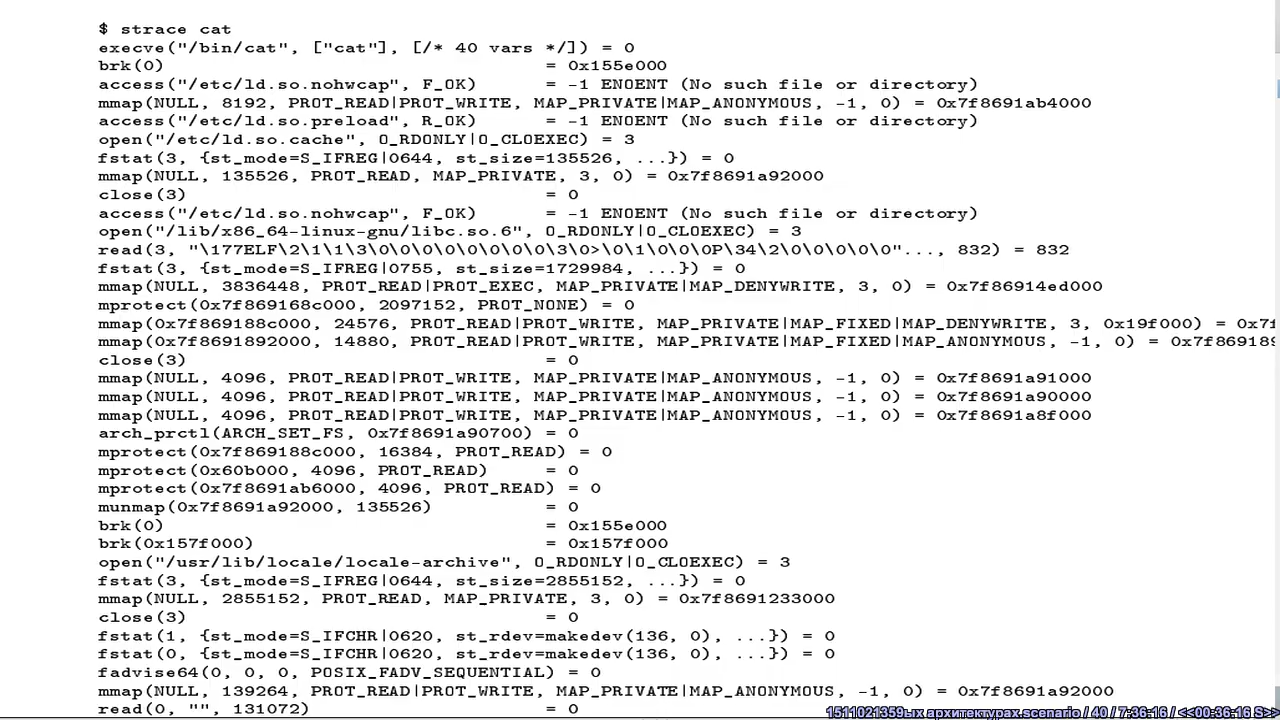 $ strace cat
execve("/bin/cat", ["cat"], [/* 40 vars */]) = 0
brk(0) = 0x155e000
access("/etc/ld.so.nohwcap", F_OK) = -1 ENOENT (No such file or directory)
mmap(NULL, 8192, PROT_READ|PROT_WRITE, MAP_PRIVATE|MAP_ANONYMOUS, -1, 0) = 0x7f8691ab4000
access("/etc/ld.so.preload", R_OK) = -1 ENOENT (No such file or directory)
open("/etc/ld.so.cache", O_RDONLY|O_CLOEXEC) = 3
fstat(3, {st_mode=S_IFREG|0644, st_size=135526, ...}) = 0
mmap(NULL, 135526, PROT_READ, MAP_PRIVATE, 3, 0) = 0x7f8691a92000
close(3) = 0
access("/etc/ld.so.nohwcap", F_OK) = -1 ENOENT (No such file or directory)
open("/lib/x86_64-linux-gnu/libc.so.6", O_RDONLY|O_CLOEXEC) = 3
read(3, "\177ELF\2\1\1\3\0\0\0\0\0\0\0\0\3\0>\0\1\0\0\0P\34\2\0\0\0\0\0"..., 832) = 832
fstat(3, {st_mode=S_IFREG|0755, st_size=1729984, ...}) = 0
mmap(NULL, 3836448, PROT_READ|PROT_EXEC, MAP_PRIVATE|MAP_DENYWRITE, 3, 0) = 0x7f86914ed000
mprotect(0x7f869168c000, 2097152, PROT_NONE) = 0
mmap(0x7f869188c000, 24576, PROT_READ|PROT_WRITE, MAP_PRIVATE|MAP_FIXED|MAP_DENYWRITE, 3, 0x19f000) = 0x7f
mmap(0x7f8691892000, 14880, PROT_READ|PROT_WRITE, MAP_PRIVATE|MAP_FIXED|MAP_ANONYMOUS, -1, 0) = 0x7f869189
close(3) = 0
mmap(NULL, 4096, PROT_READ|PROT_WRITE, MAP_PRIVATE|MAP_ANONYMOUS, -1, 0) = 0x7f8691a91000
mmap(NULL, 4096, PROT_READ|PROT_WRITE, MAP_PRIVATE|MAP_ANONYMOUS, -1, 0) = 0x7f8691a90000
mmap(NULL, 4096, PROT_READ|PROT_WRITE, MAP_PRIVATE|MAP_ANONYMOUS, -1, 0) = 0x7f8691a8f000
arch_prctl(ARCH_SET_FS, 0x7f8691a90700) = 0
mprotect(0x7f869188c000, 16384, PROT_READ) = 0
mprotect(0x60b000, 4096, PROT_READ) = 0
mprotect(0x7f8691ab6000, 4096, PROT_READ) = 0
munmap(0x7f8691a92000, 135526) = 0
brk(0) = 0x155e000
brk(0x157f000) = 0x157f000
open("/usr/lib/locale/locale-archive", O_RDONLY|O_CLOEXEC) = 3
fstat(3, {st_mode=S_IFREG|0644, st_size=2855152, ...}) = 0
mmap(NULL, 2855152, PROT_READ, MAP_PRIVATE, 3, 0) = 0x7f8691233000
close(3) = 0
fstat(1, {st_mode=S_IFCHR|0620, st_rdev=makedev(136, 0), ...}) = 0
fstat(0, {st_mode=S_IFCHR|0620, st_rdev=makedev(136, 0), ...}) = 0
fadvise64(0, 0, 0, POSIX_FADV_SEQUENTIAL) = 0
mmap(NULL, 139264, PROT_READ|PROT_WRITE, MAP_PRIVATE|MAP_ANONYMOUS, -1, 0) = 0x7f8691a92000
read(0, "", 131072) = 0
1511021359ых архитектурах.scenario / 40 / 7:36:16 / <<00:36:16 S>>